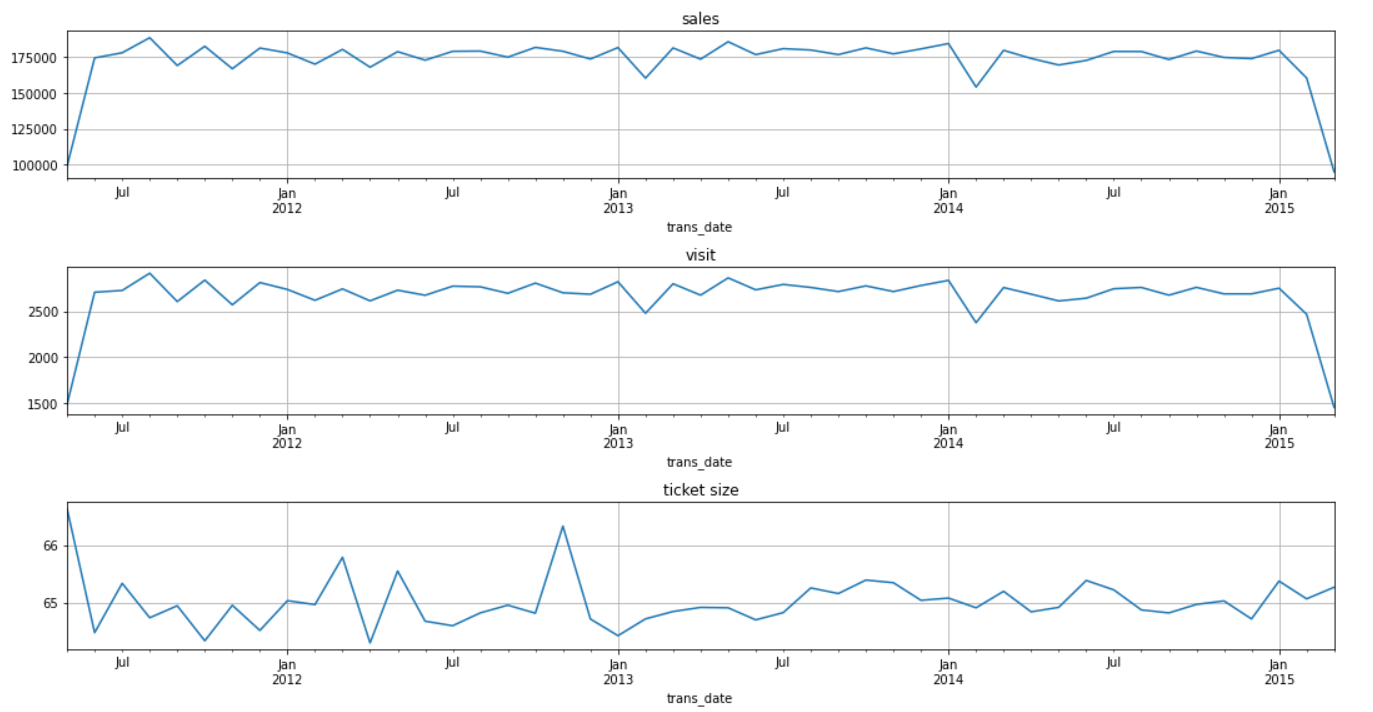 sales
175000
150000
125000
100000
Jul Jan Jul Jan Jul Jan Jul Jan
2012 2013 2014 2015
trans_date
visit
2500
2000
1500
Jul Jan Jul Jan Jul Jan Jul Jan
2012 2013 2014 2015
trans_date
ticket size
66
65
Jul Jan Jul Jan Jul Jan Jul Jan
2012 2013 2014 2015
trans_date